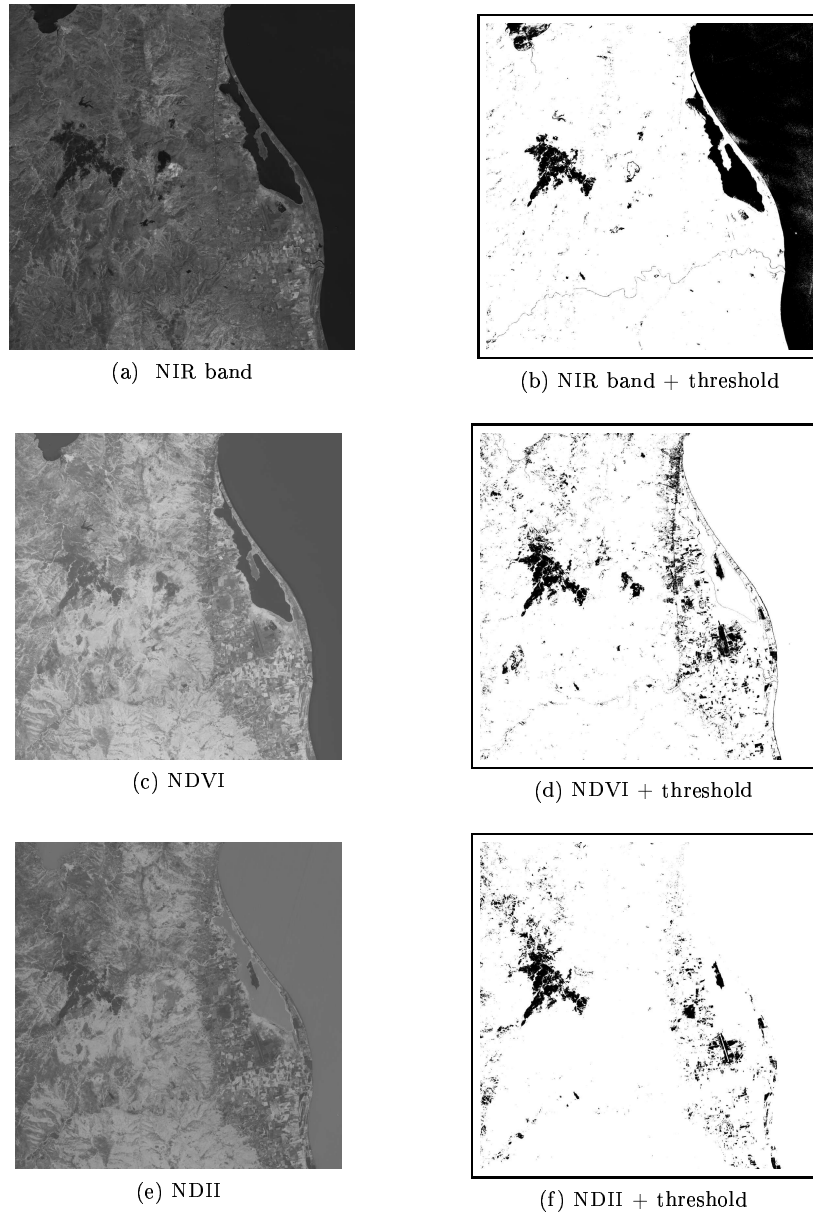 (a) NIR band
(b) NIR band + threshold
(c) NDVI
(d) NDVI + threshold
(e) NDII
(f) NDII + threshold